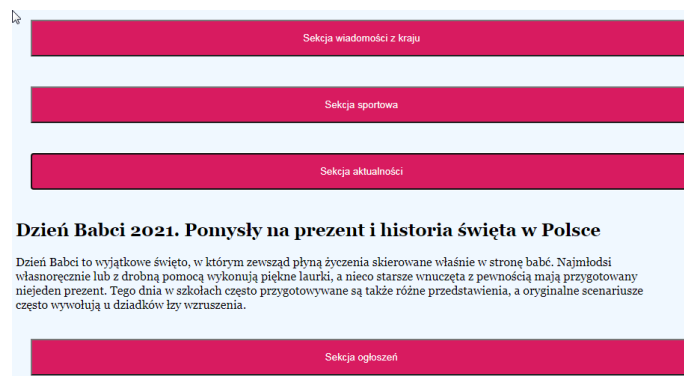 Sekcja wiadomości z kraju
Sekcja sportowa
Sekcja aktualności
Dzień Babci 2021. Pomysły na prezent i historia święta w Polsce
Dzień Babci to wyjątkowe święto, w którym zewsząd płyną życzenia skierowane właśnie w stronę babć. Najmłodsi
własnoręcznie lub z drobną pomocą wykonują piękne laurki, a nieco starsze wnuczęta z pewnością mają przygotowany
niejeden prezent. Tego dnia w szkołach często przygotowywane są także różne przedstawienia, a oryginalne scenariusze
często wywołują u dziadków łzy wzruszenia.
Sekcja ogłoszeń